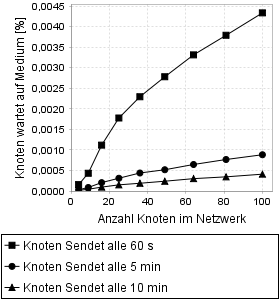 0,0045
0,0040
0,0035
0,0030
0,0025
0,0020
0,0015
0,0010
0,0005
0,0000
Knoten wartet auf Medium [%]
0 20 40 60 80 100
Anzahl Knoten im Netzwerk
Knoten Sendet alle 60 s
Knoten Sendet alle 5 min
Knoten Sendet alle 10 min